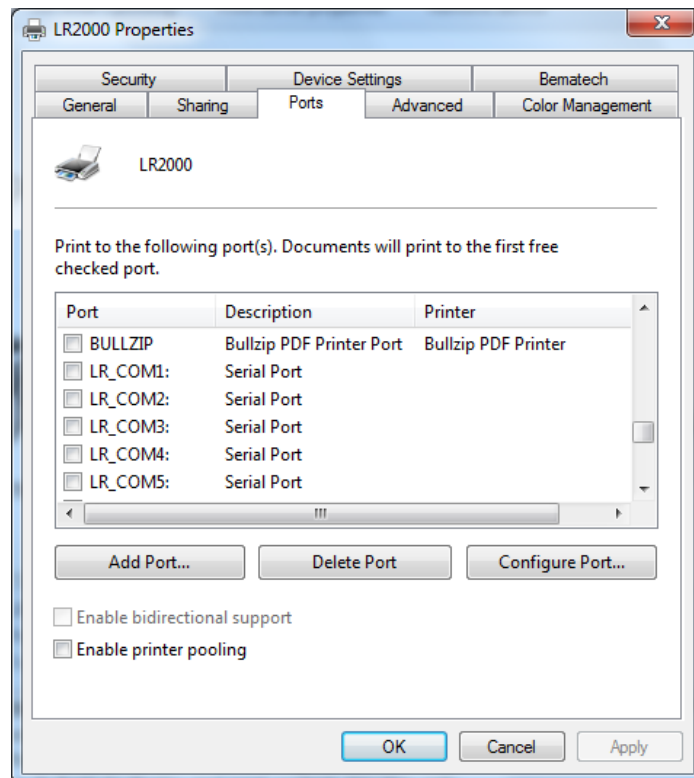 LR2000 Properties
X
Security Device Settings Bematech
General Sharing Ports Advanced Color Management
LR2000
Print to the following port(s). Documents will print to the first free
checked port.
Port Description Printer
BULLZIP Bullzip PDF Printer Port Bullzip PDF Printer
LR_COM1: Serial Port
LR_COM2: Serial Port
LR_COM3: Serial Port
LR_COM4: Serial Port
LR_COM5: Serial Port
Add Port... Delete Port Configure Port...
Enable bidirectional support
Enable printer pooling
OK Cancel Apply